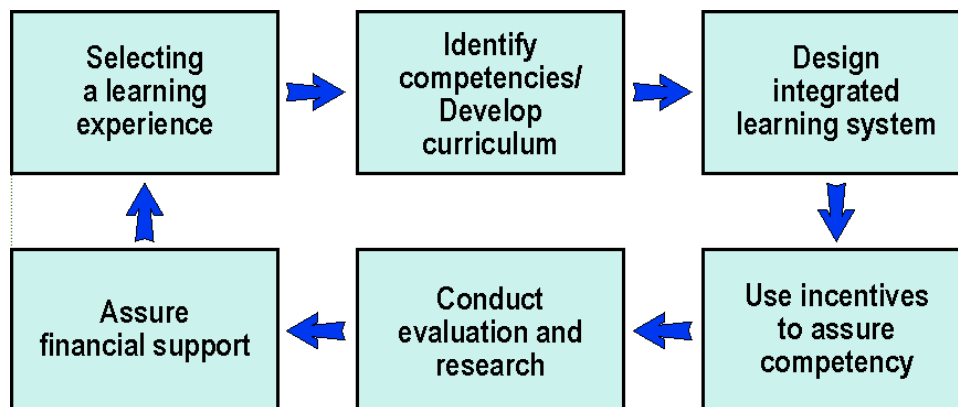 Selecting
a learning
experience
Identify
competencies/
Develop
curriculum
Design
integrated
learning system
Assure
financial support
Conduct
evaluation and
research
Use incentives
to assure
competency